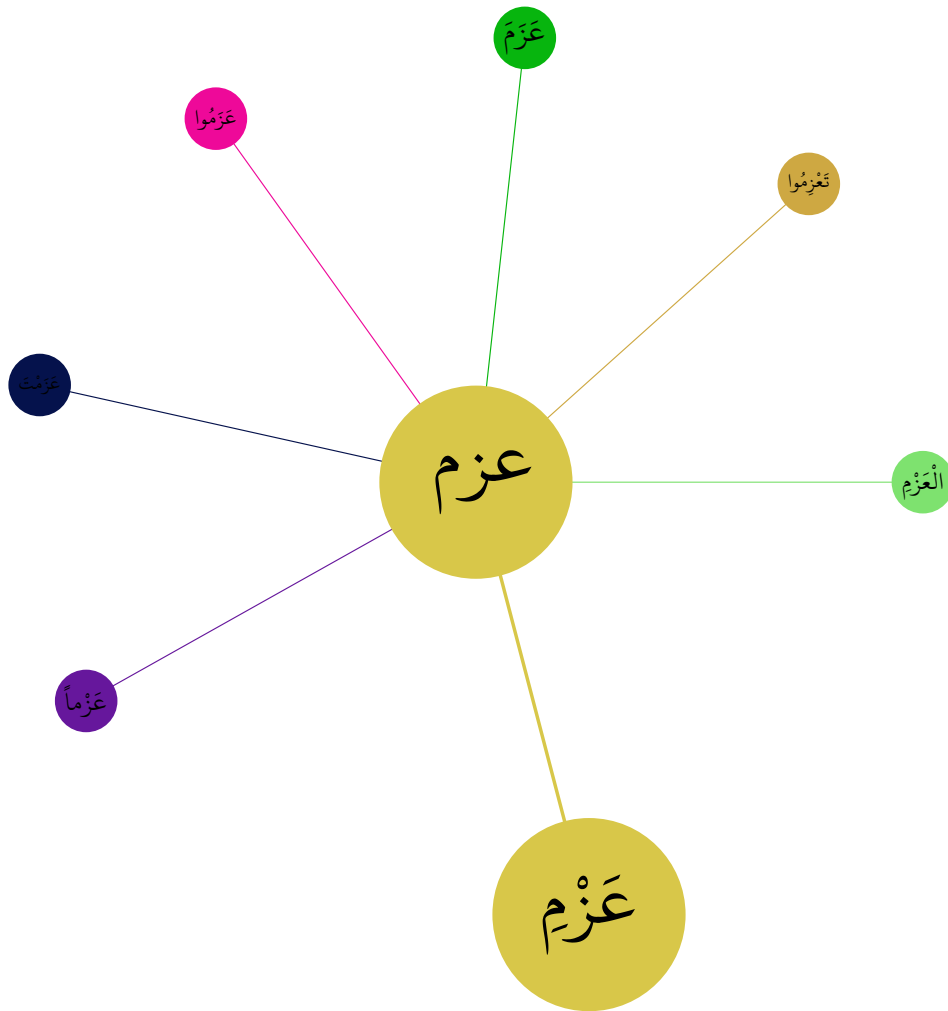 عَزَمَ
عَزَمُوا
تَعْزِمُوا
عَزَمْتَ
عزم
الْعَزْمِ
عَزْماً
عَزْمِ